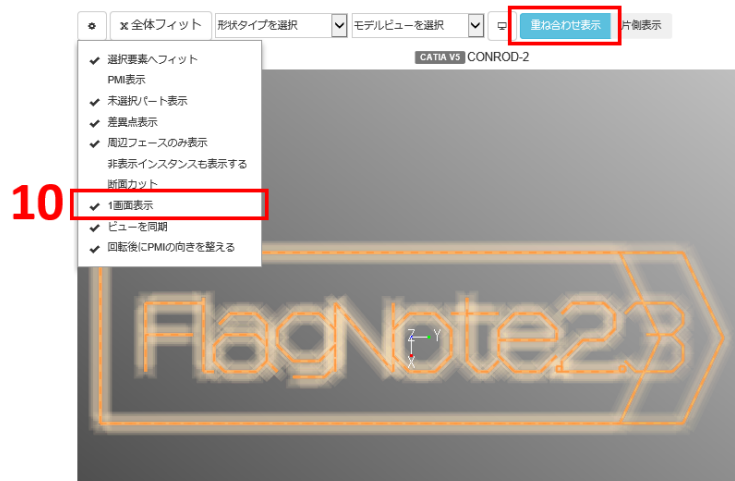 x 全体フィット 形状タイプを選択 モデルビューを選択 重ね合わせ表示 片側表示
CATIA V5 CONROD-2
選択要素へフィット
PMI表示
未選択パート表示
差異点表示
周辺フェースのみ表示
非表示インスタンスも表示する
断面カット
10
1画面表示
ビューを同期
回転後にPMIの向きを整える
FlagNote23
Z Y
X